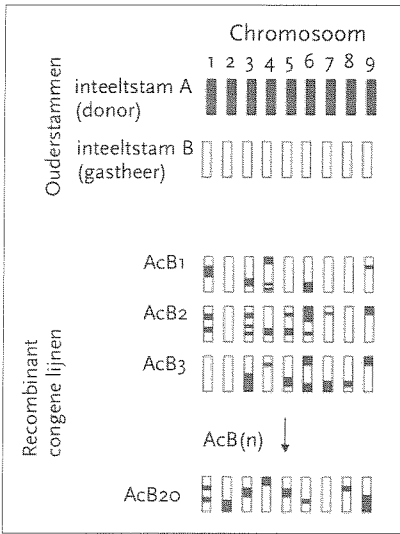 Chromosoom
1 2 3 4 5 6 7 8 9
Ouderstammen
inteeltstam A
(donor)
inteeltstam B
(gastheer)
Recombinant
congene lijnen
AcB1
AcB2
AcB3
AcB(n)
AcB20